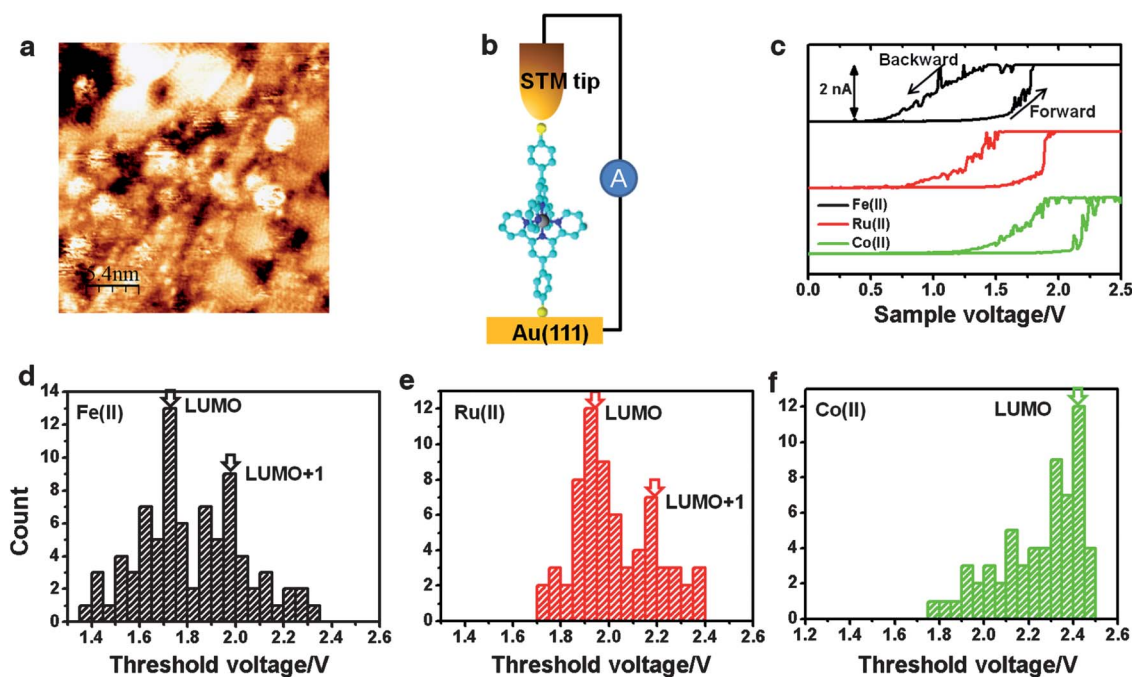 a
5.4nm
b
STM tip
A
Au(111)
c
Backward
2 nA
Forward
Fe(II)
Ru(II)
Co(II)
0.0 0.5 1.0 1.5 2.0 2.5
Sample voltage/V
d
14
12
10
8
6
4
2
0
Count
Fe(II)
LUMO
LUMO+1
1.4 1.6 1.8 2.0 2.2 2.4 2.6
Threshold voltage/V
e
12
10
8
6
4
2
0
Ru(II)
LUMO
LUMO+1
1.4 1.6 1.8 2.0 2.2 2.4 2.6
Threshold voltage/V
f
12
10
8
6
4
2
0
Co(II)
LUMO
1.4 1.6 1.8 2.0 2.2 2.4 2.6
Threshold voltage/V